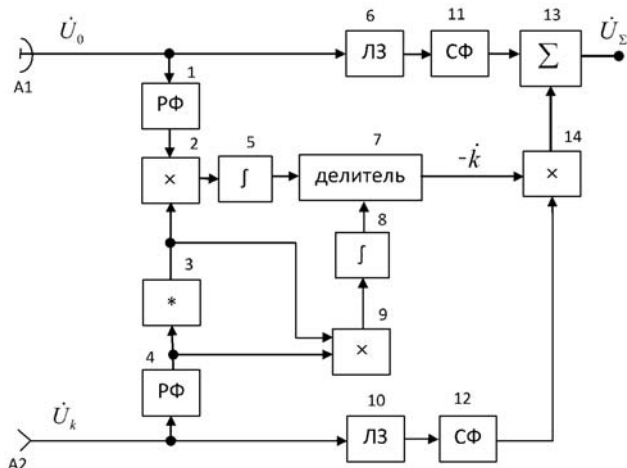 6
11
13
U̇₀
ЛЗ
СФ
Σ
U̇_Σ
A1
1
РФ
2
5
7
14
×
∫
делитель
-k̇
×
8
∫
3
*
9
×
4
РФ
U̇ₖ
10
12
ЛЗ
СФ
A2